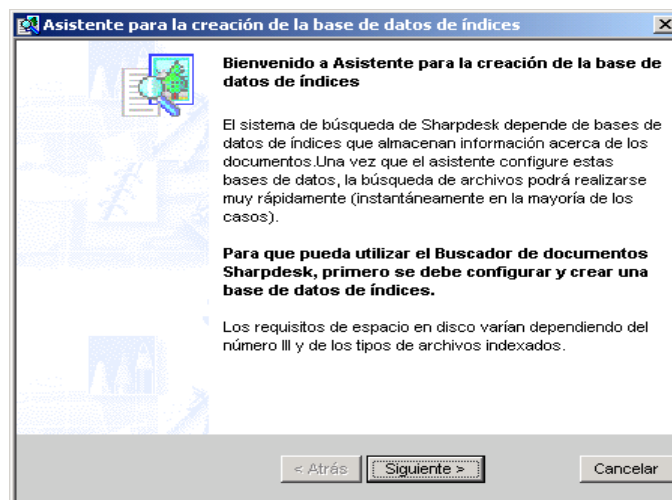 Asistente para la creación de la base de datos de índices
Bienvenido a Asistente para la creación de la base de
datos de índices
El sistema de búsqueda de Sharpdesk depende de bases de
datos de índices que almacenan información acerca de los
documentos.Una vez que el asistente configure estas
bases de datos, la búsqueda de archivos podrá realizarse
muy rápidamente (instantáneamente en la mayoría de los
casos).
Para que pueda utilizar el Buscador de documentos
Sharpdesk, primero se debe configurar y crear una
base de datos de índices.
Los requisitos de espacio en disco varían dependiendo del
número III y de los tipos de archivos indexados.
< Atrás
Siguiente >
Cancelar